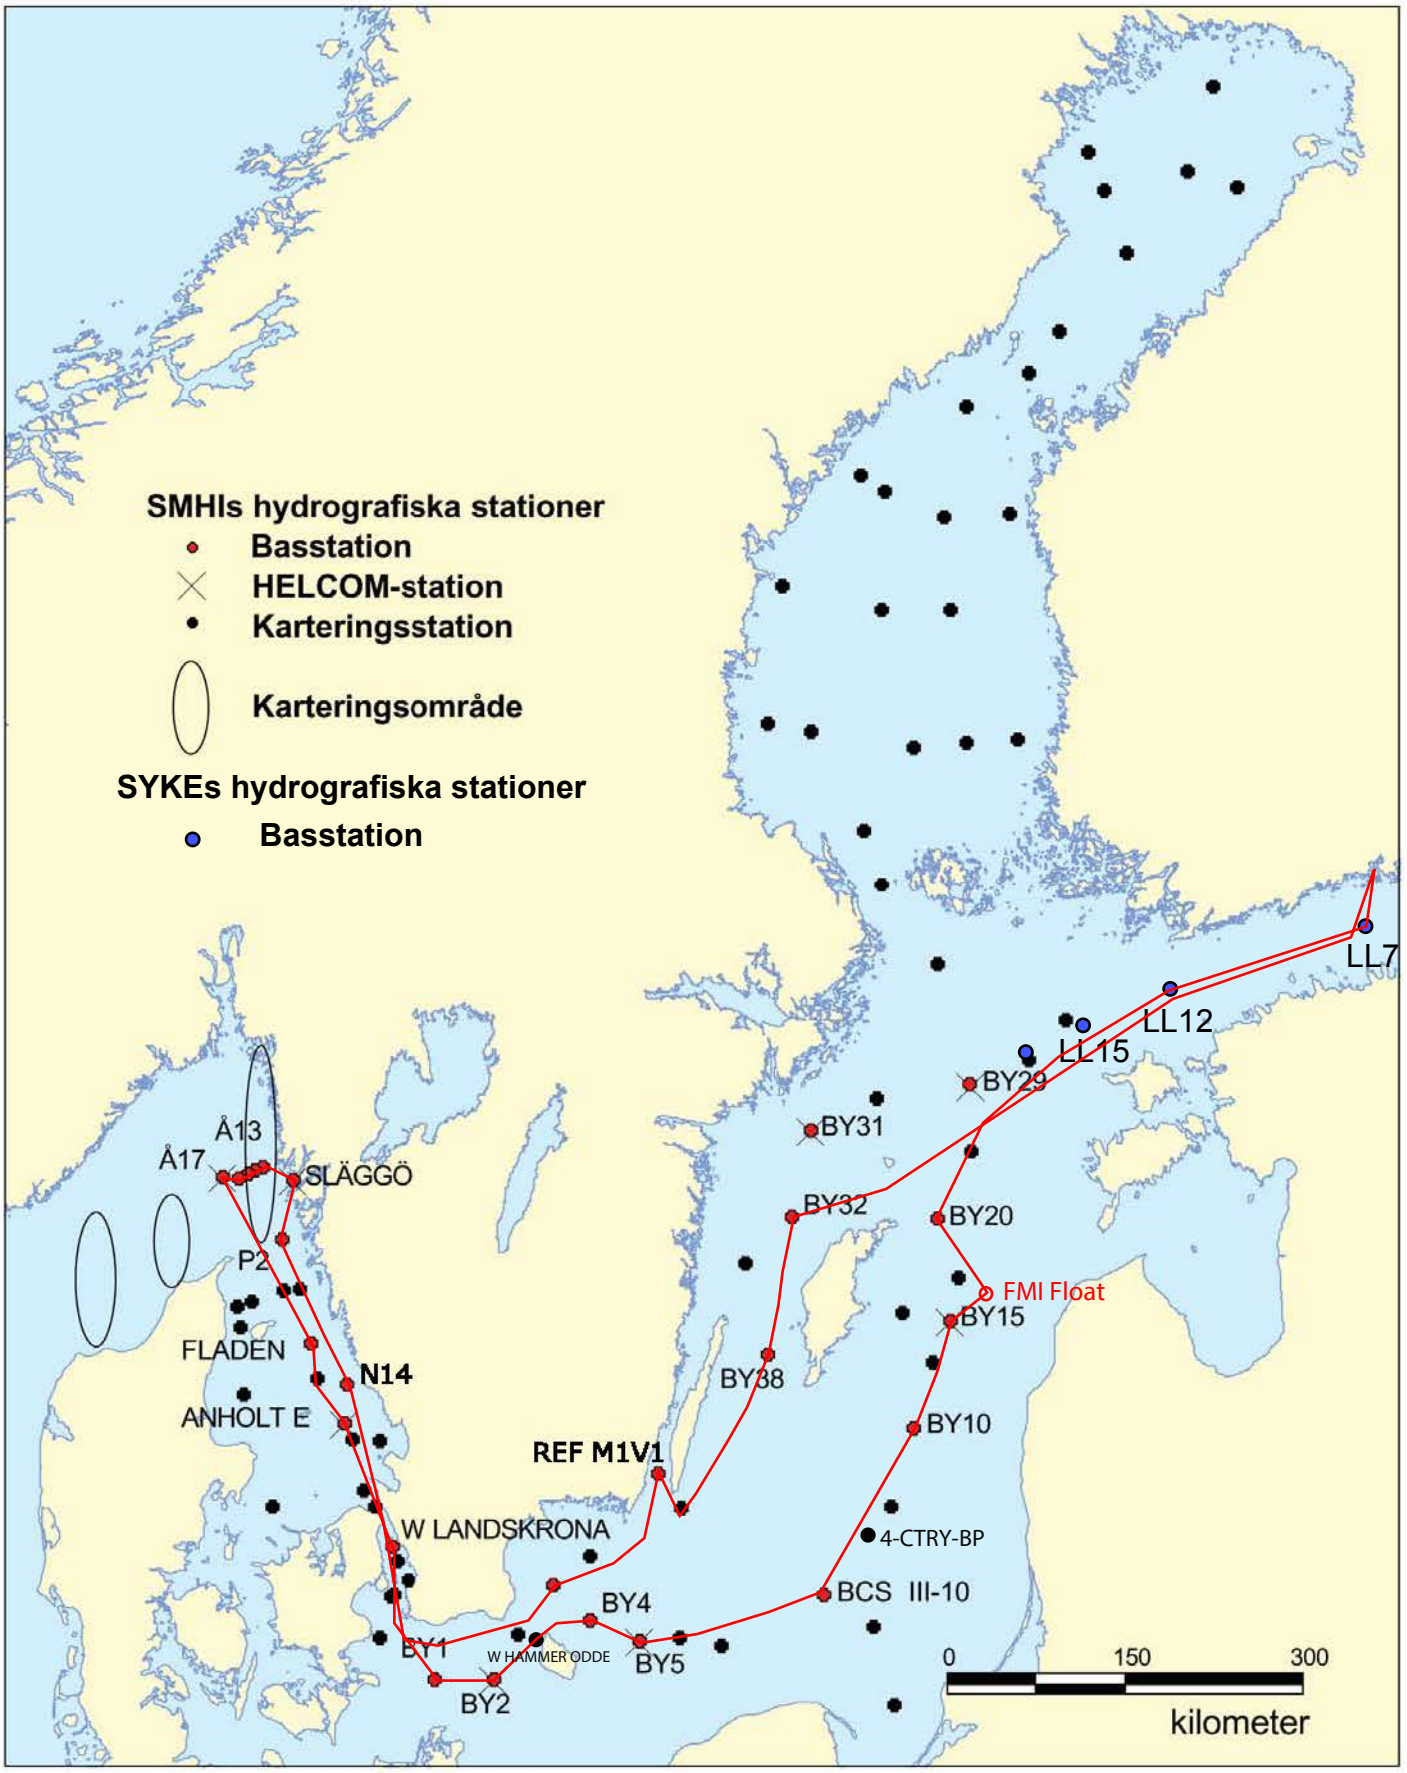 SMHIs hydrografiska stationer
Basstation
HELCOM-station
Karteringsstation
Karteringsområde
SYKEs hydrografiska stationer
Basstation
LL7
LL12
LL15
BY29
Å13
BY31
Å17
SLÄGGÖ
BY32
BY20
P2
FMI Float
BY15
FLADEN
N14
BY38
ANHOLT E
BY10
REF M1V1
W LANDSKRONA
4-CTRY-BP
BCS III-10
BY4
BY1
W HAMMER ODDE
BY5
BY2
0 150 300
kilometer